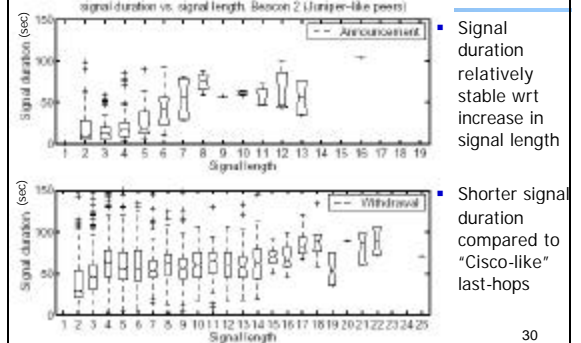 signal duration vs. signal length, Beacon 2 (Juniper-like peers)
Signal duration (sec)
150
100
50
0
Announcement
1 2 3 4 5 6 7 8 9 10 11 12 13 14 15 16 17 18 19
Signal length
Signal duration (sec)
150
100
50
0
Withdrawal
1 2 3 4 5 6 7 8 9 10 11 12 13 14 15 16 17 18 19 20 21 22 23 24 25
Signal length
Signal
duration
relatively
stable wrt
increase in
signal length
Shorter signal
duration
compared to
“Cisco-like”
last-hops
30